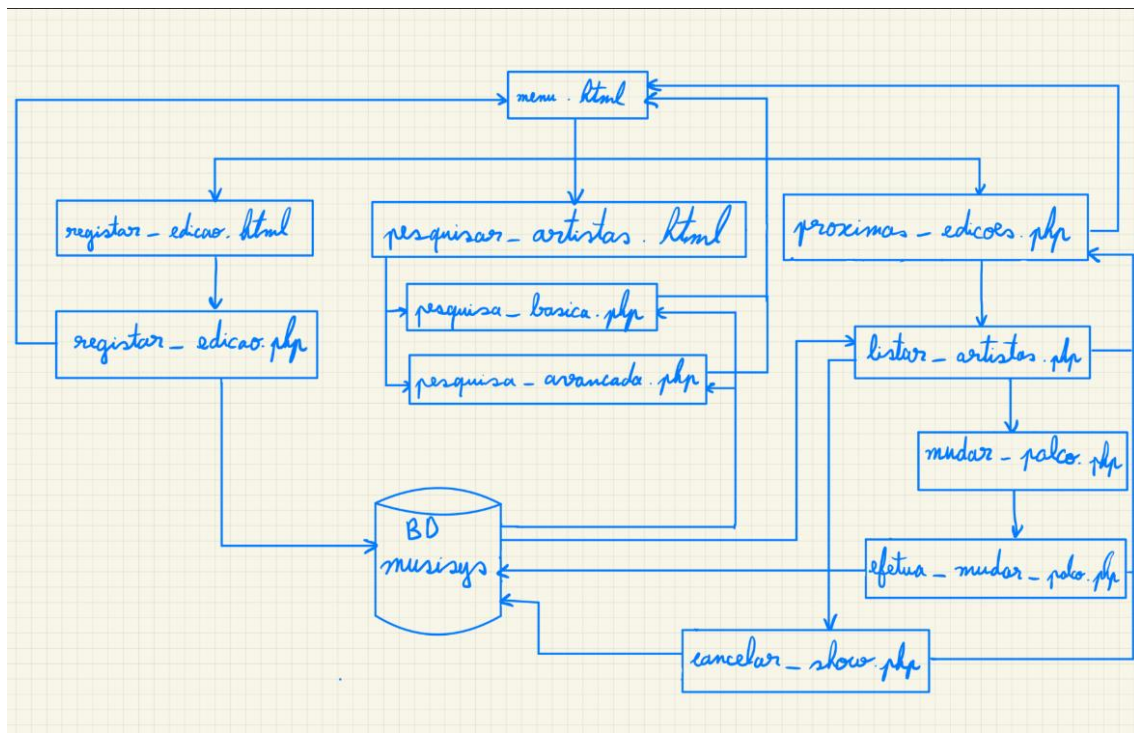 menu.html
registar_edicao.html
pesquisar_artistas.html
proximas_edicoes.php
registar_edicao.php
pesquisa_basica.php
pesquisa_avancada.php
listar_artistas.php
mudar_palco.php
BD
musisys
efetua_mudar_palco.php
cancelar_show.php